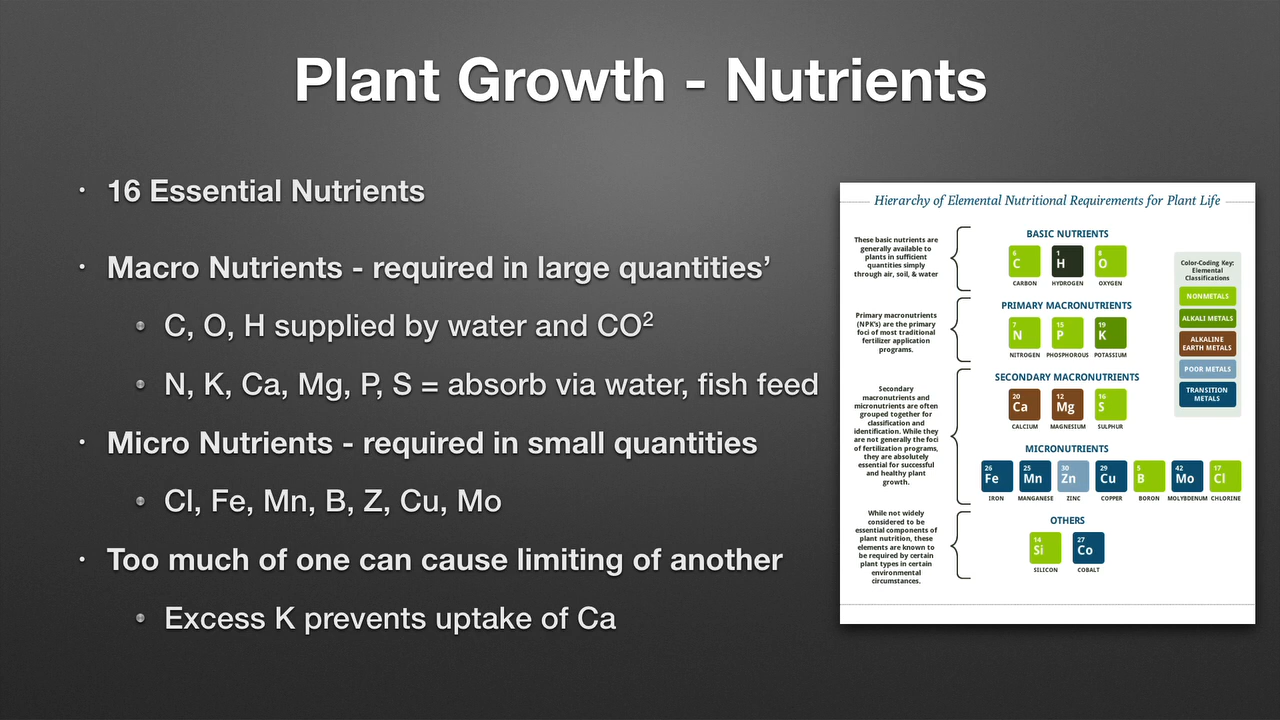 Plant Growth - Nutrients
• 16 Essential Nutrients
• Macro Nutrients - required in large quantities’
• C, O, H supplied by water and CO²
• N, K, Ca, Mg, P, S = absorb via water, fish feed
• Micro Nutrients - required in small quantities
• Cl, Fe, Mn, B, Z, Cu, Mo
• Too much of one can cause limiting of another
• Excess K prevents uptake of Ca
Hierarchy of Elemental Nutritional Requirements for Plant Life
These basic nutrients are
generally available to
plants in sufficient
quantities simply
through air, soil, & water
BASIC NUTRIENTS
6 1 8
C H O
CARBON HYDROGEN OXYGEN
Primary macronutrients
(NPK's) are the primary
foci of most traditional
fertilizer application
programs.
PRIMARY MACRONUTRIENTS
7 15 19
N P K
NITROGEN PHOSPHOROUS POTASSIUM
Secondary
macronutrients and
micronutrients are often
grouped together for
classification and
identification. While they
are not generally the foci
of fertilization programs,
they are absolutely
essential for successful
and healthy plant
growth.
SECONDARY MACRONUTRIENTS
20 12 16
Ca Mg S
CALCIUM MAGNESIUM SULPHUR
MICRONUTRIENTS
26 25 30 29 5 42 17
Fe Mn Zn Cu B Mo Cl
IRON MANGANESE ZINC COPPER BORON MOLYBDENUM CHLORINE
While not widely
considered to be
essential components of
plant nutrition, these
elements are known to
be required by certain
plant types in certain
environmental
circumstances.
OTHERS
14 27
Si Co
SILICON COBALT
Color-Coding Key:
Elemental
Classifications
NONMETALS
ALKALI METALS
ALKALINE
EARTH METALS
POOR METALS
TRANSITION
METALS